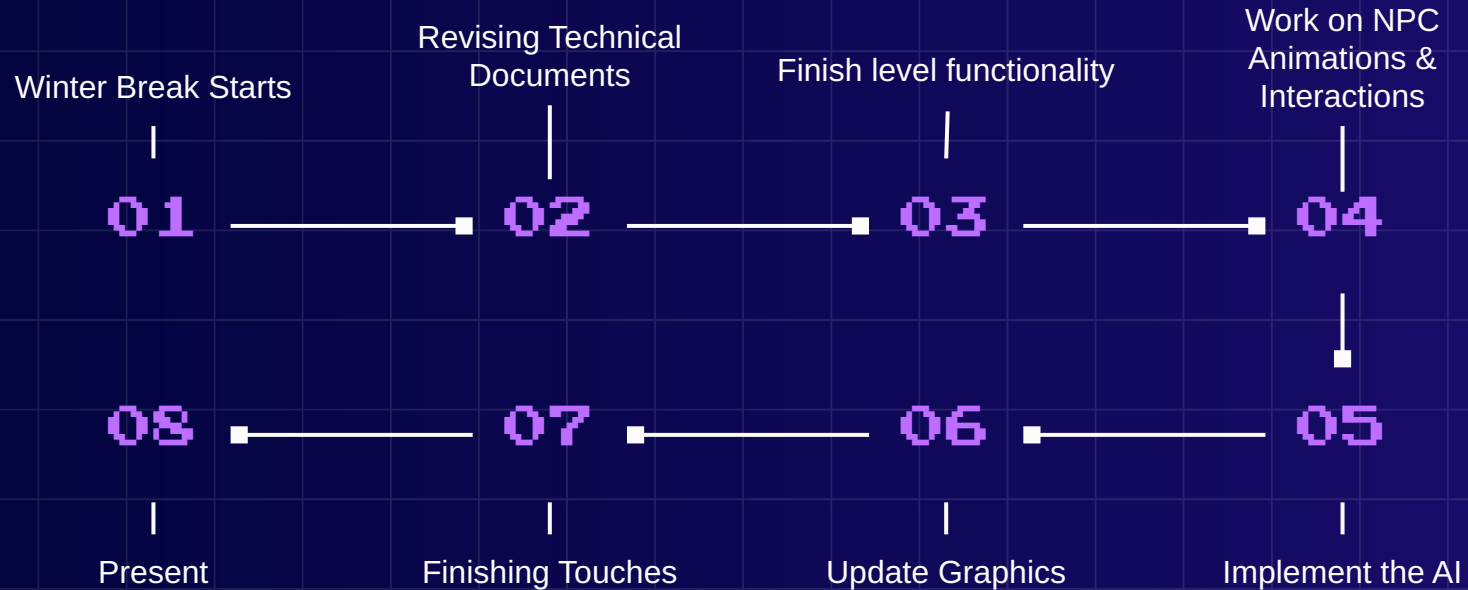 Winter Break Starts
Revising Technical
Documents
Finish level functionality
Work on NPC
Animations &
Interactions
01
02
03
04
08
07
06
05
Present
Finishing Touches
Update Graphics
Implement the AI